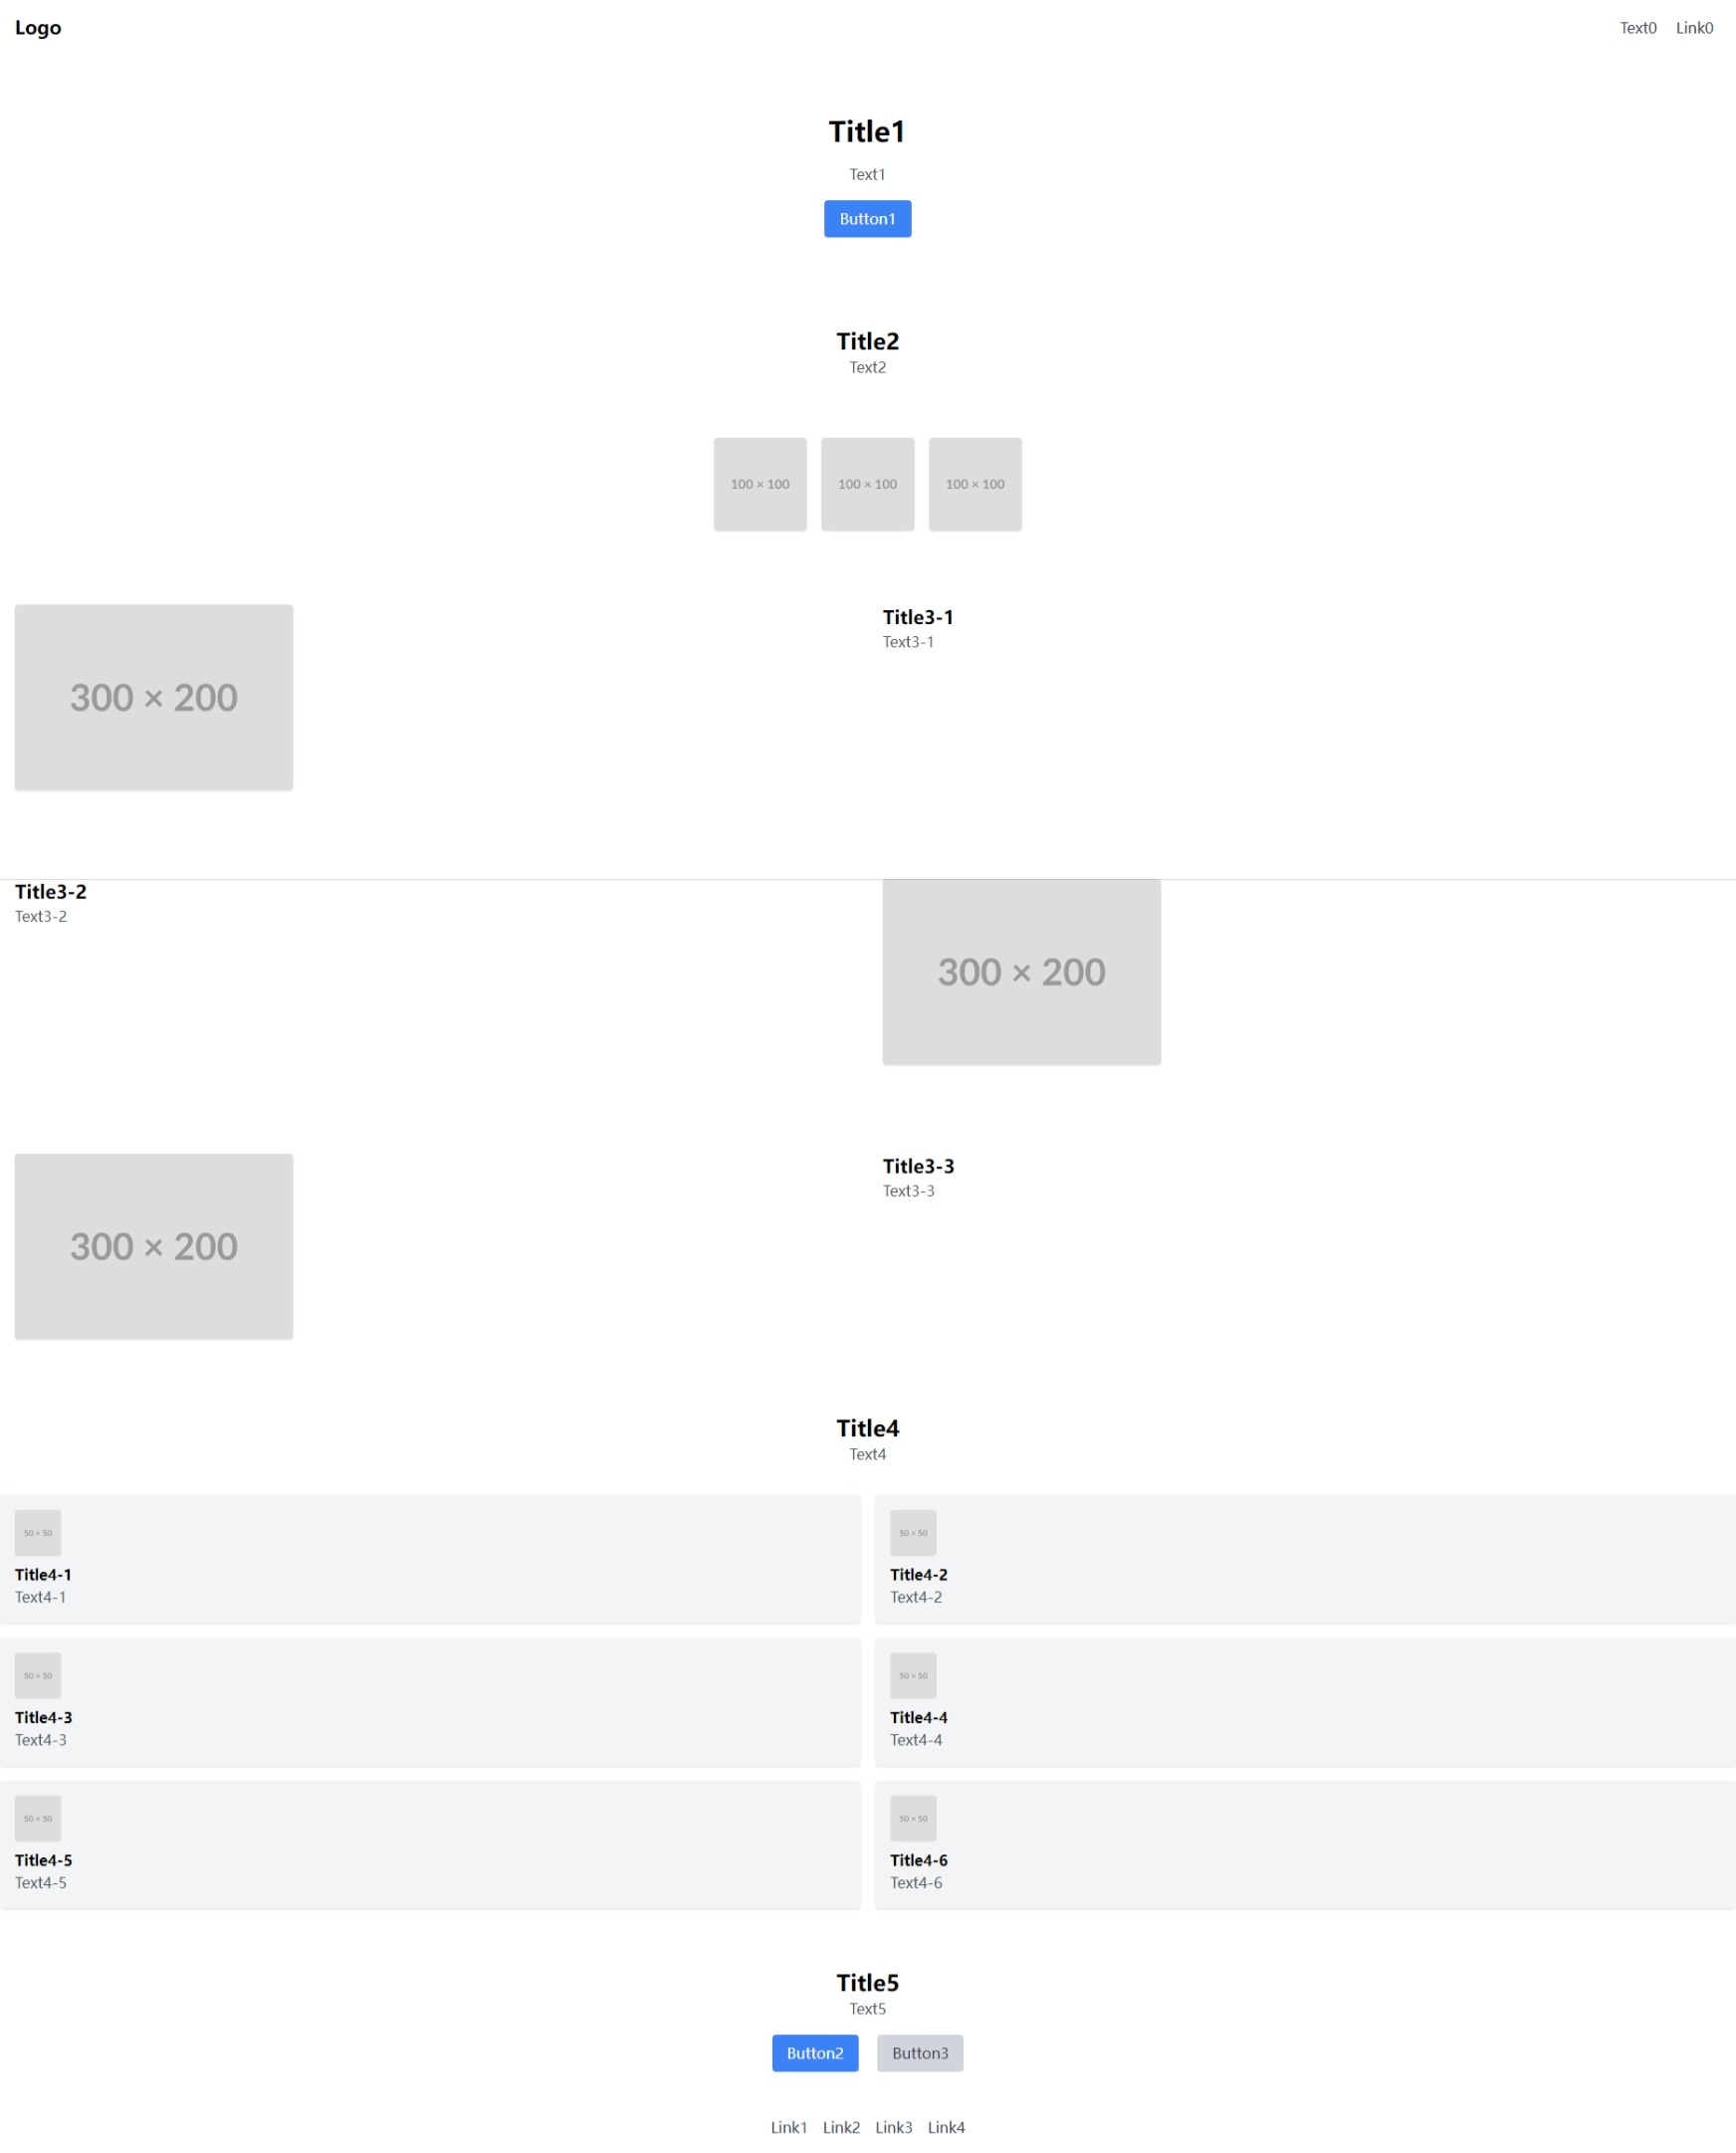 Logo
Text0 Link0
Title1
Text1
Button1
Title2
Text2
100 × 100 100 × 100 100 × 100
300 × 200
Title3-1
Text3-1
Title3-2
Text3-2
300 × 200
300 × 200
Title3-3
Text3-3
Title4
Text4
50 × 50
Title4-1
Text4-1
50 × 50
Title4-2
Text4-2
50 × 50
Title4-3
Text4-3
50 × 50
Title4-4
Text4-4
50 × 50
Title4-5
Text4-5
50 × 50
Title4-6
Text4-6
Title5
Text5
Button2 Button3
Link1 Link2 Link3 Link4